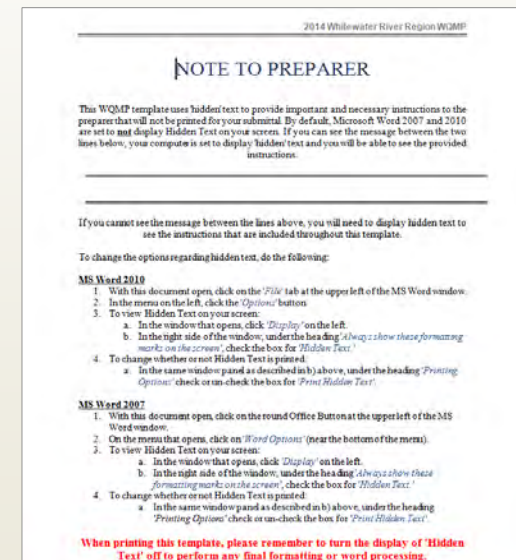 2014 Whitewater River Region WQMP
NOTE TO PREPARER
This WQMP template uses 'hidden' text to provide important and necessary instructions to the
preparer that will not be printed for your submittal. By default, Microsoft Word 2007 and 2010
are set to not display Hidden Text on your screen. If you can see the message between the two
lines below, your computer is set to display 'hidden' text and you will be able to see the provided
instructions.
If you cannot see the message between the lines above, you will need to display hidden text to
see the instructions that are included throughout this template.
To change the options regarding hidden text, do the following:
MS Word 2010
1. With this document open, click on the 'File' tab at the upper left of the MS Word window.
2. In the menu on the left, click the 'Options' button
3. To view Hidden Text on your screen:
a. In the window that opens, click 'Display' on the left.
b. In the right side of the window, under the heading 'Always show these formatting
marks on the screen', check the box for 'Hidden Text.'
4. To change whether or not Hidden Text is printed:
a. In the same window panel as described in b) above, under the heading 'Printing
Options' check or un-check the box for 'Print Hidden Text'.
MS Word 2007
1. With this document open, click on the round Office Button at the upper left of the MS
Word window.
2. On the menu that opens, click on 'Word Options' (near the bottom of the menu).
3. To view Hidden Text on your screen:
a. In the window that opens, click 'Display' on the left.
b. In the right side of the window, under the heading 'Always show these
formatting marks on the screen', check the box for 'Hidden Text.'
4. To change whether or not Hidden Text is printed:
a. In the same window panel as described in b) above, under the heading
'Printing Options' check or un-check the box for 'Print Hidden Text'.
When printing this template, please remember to turn the display of 'Hidden
Text' off to perform any final formatting or word processing.